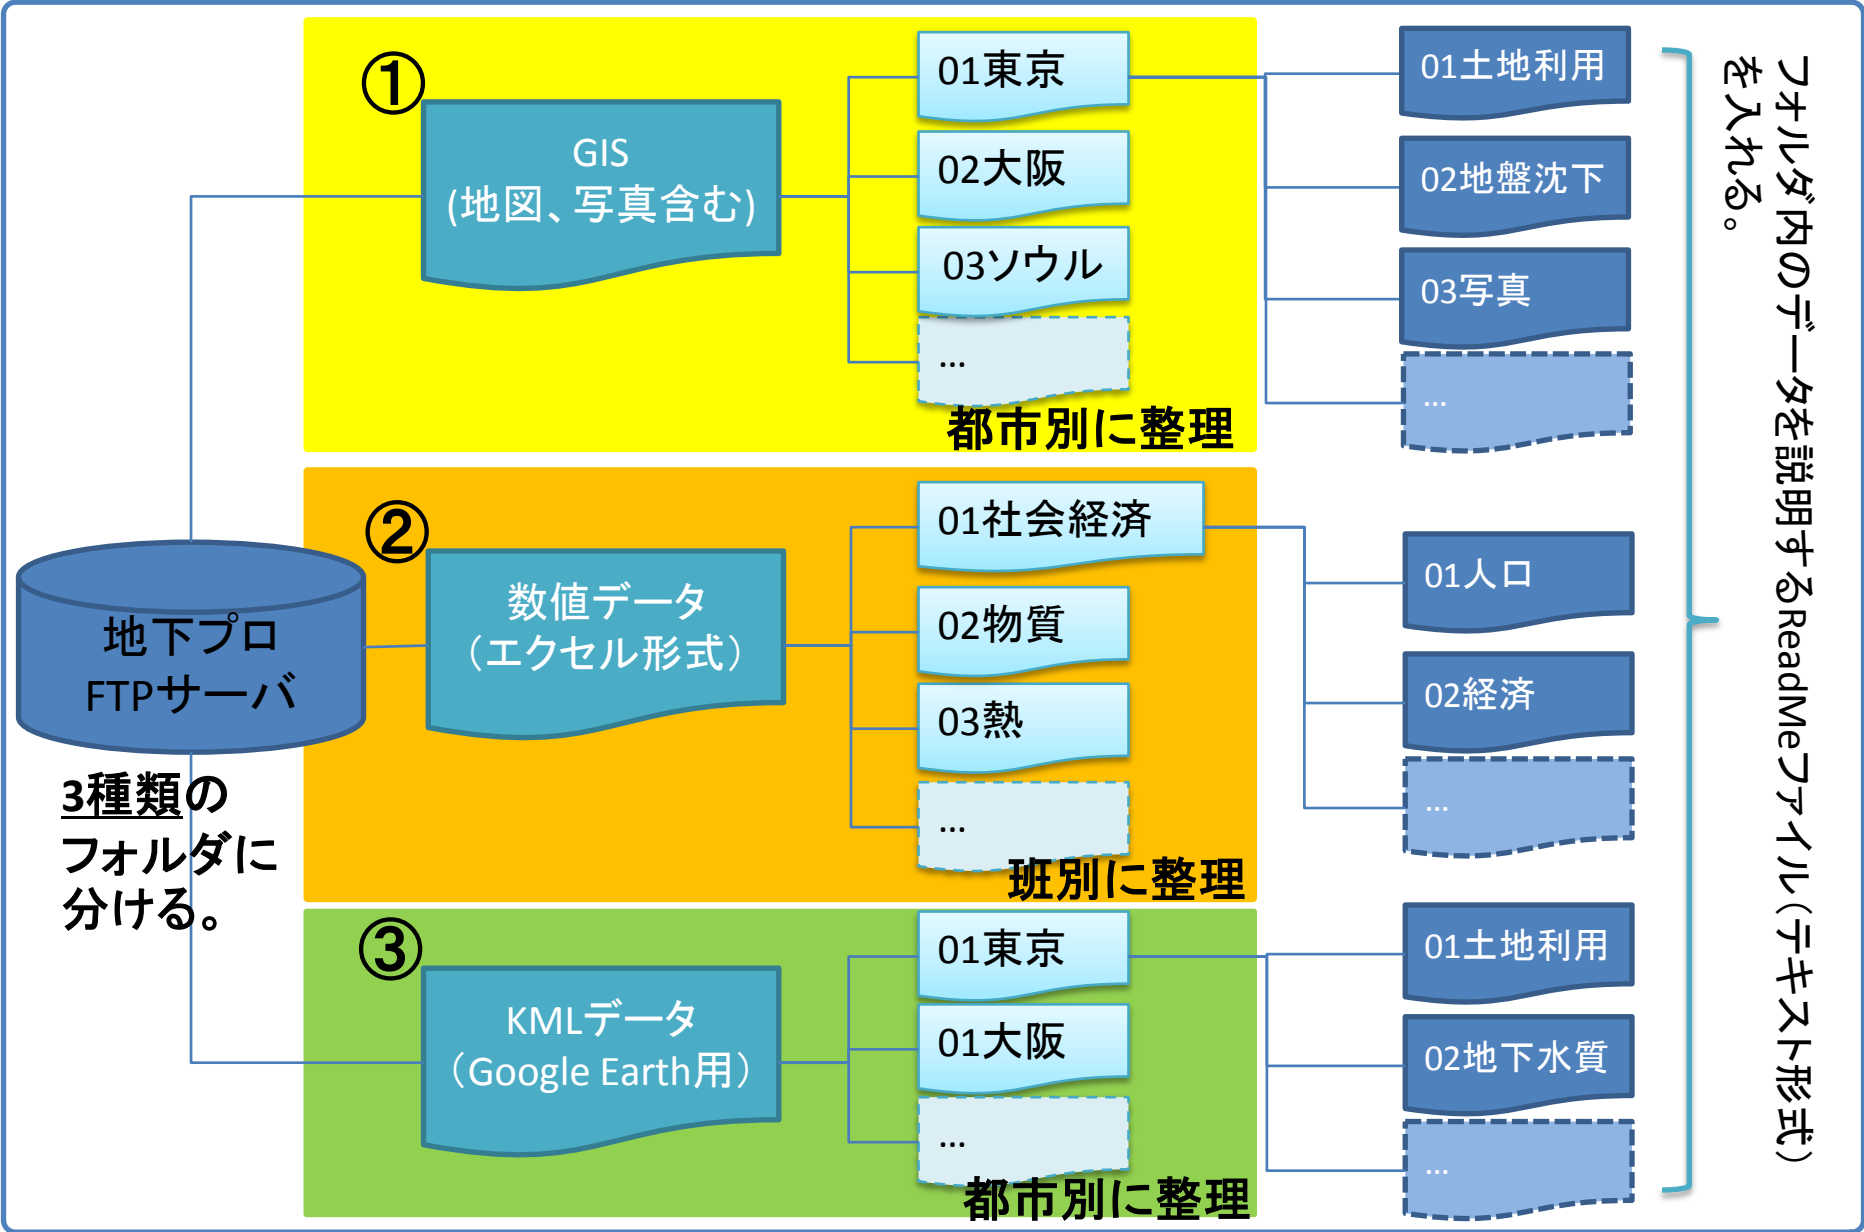 地下プロ
FTPサーバ
3種類の
フォルダに
分ける。
①
GIS
(地図、写真含む)
01東京
02大阪
03ソウル
...
都市別に整理
01土地利用
02地盤沈下
03写真
...
②
数値データ
（エクセル形式）
01社会経済
02物質
03熱
...
班別に整理
01人口
02経済
...
③
KMLデータ
（Google Earth用）
01東京
01大阪
...
都市別に整理
01土地利用
02地下水質
...
フォルダ内のデータを説明するReadMeファイル（テキスト形式）
を入れる。